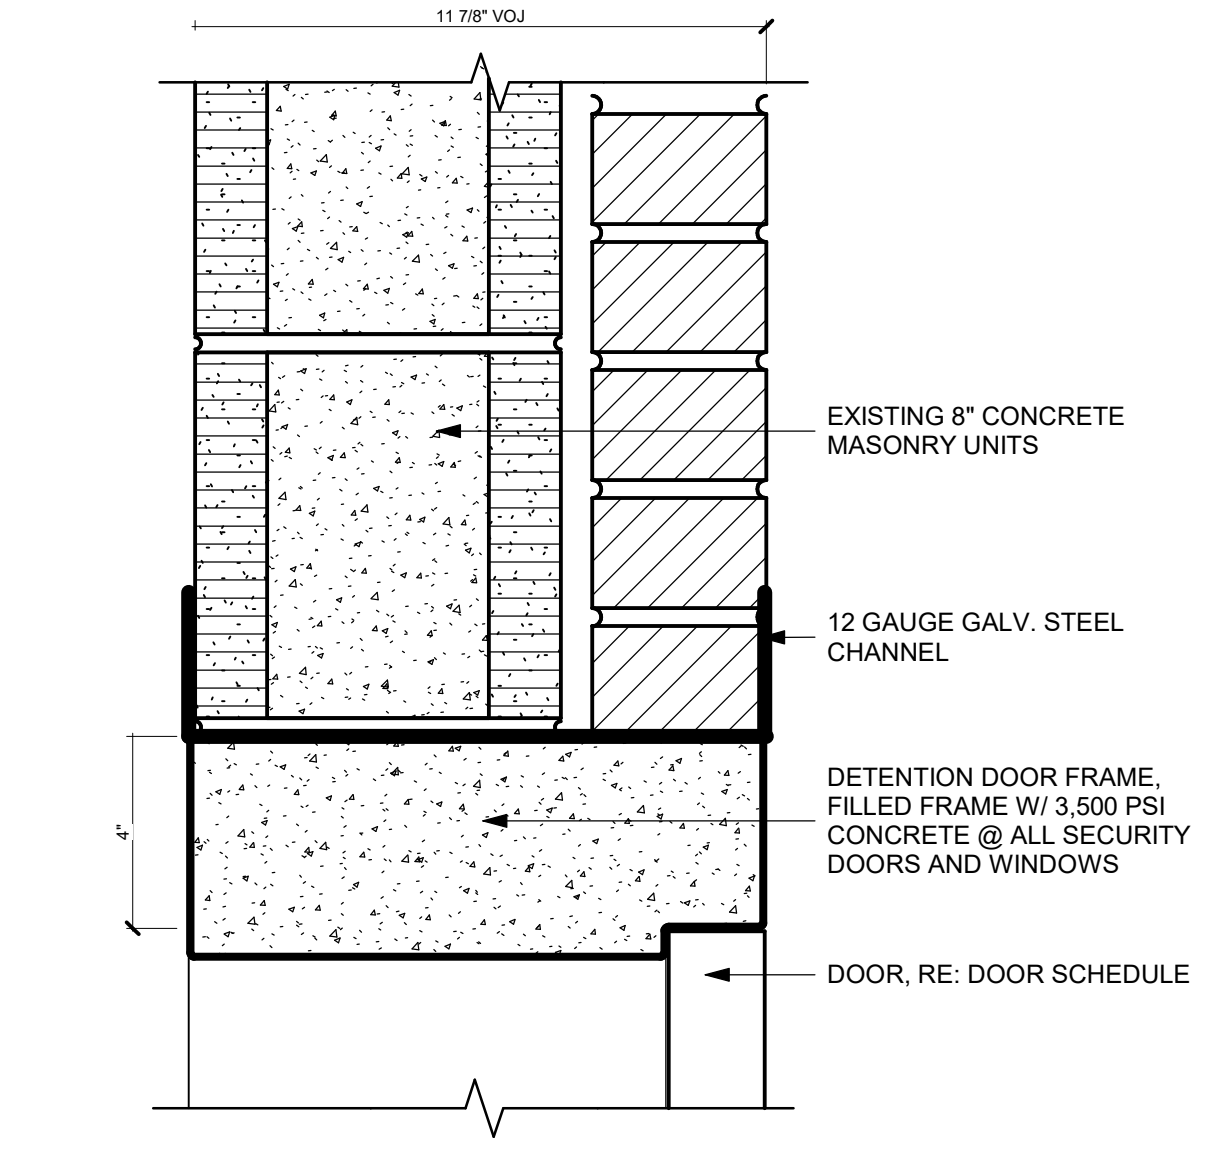 11 7/8" VOJ
EXISTING 8" CONCRETE
MASONRY UNITS
12 GAUGE GALV. STEEL
CHANNEL
4"
DETENTION DOOR FRAME,
FILLED FRAME W/ 3,500 PSI
CONCRETE @ ALL SECURITY
DOORS AND WINDOWS
DOOR, RE: DOOR SCHEDULE